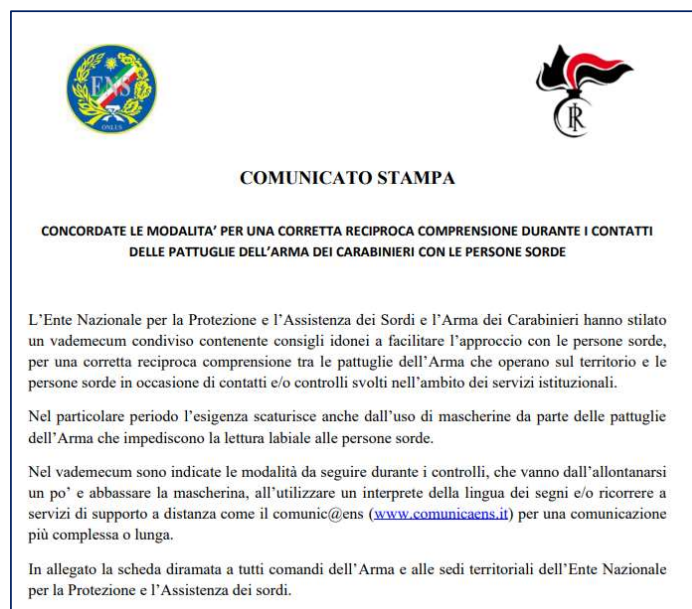 ENS
ONLUS
RI
COMUNICATO STAMPA
CONCORDATE LE MODALITA’ PER UNA CORRETTA RECIPROCA COMPRENSIONE DURANTE I CONTATTI
DELLE PATTUGLIE DELL’ARMA DEI CARABINIERI CON LE PERSONE SORDE
L’Ente Nazionale per la Protezione e l’Assistenza dei Sordi e l’Arma dei Carabinieri hanno stilato
un vademecum condiviso contenente consigli idonei a facilitare l’approccio con le persone sorde,
per una corretta reciproca comprensione tra le pattuglie dell’Arma che operano sul territorio e le
persone sorde in occasione di contatti e/o controlli svolti nell’ambito dei servizi istituzionali.
Nel particolare periodo l’esigenza scaturisce anche dall’uso di mascherine da parte delle pattuglie
dell’Arma che impediscono la lettura labiale alle persone sorde.
Nel vademecum sono indicate le modalità da seguire durante i controlli, che vanno dall’allontanarsi
un po’ e abbassare la mascherina, all’utilizzare un interprete della lingua dei segni e/o ricorrere a
servizi di supporto a distanza come il comunic@ens (www.comunicaens.it) per una comunicazione
più complessa o lunga.
In allegato la scheda diramata a tutti comandi dell’Arma e alle sedi territoriali dell’Ente Nazionale
per la Protezione e l’Assistenza dei sordi.